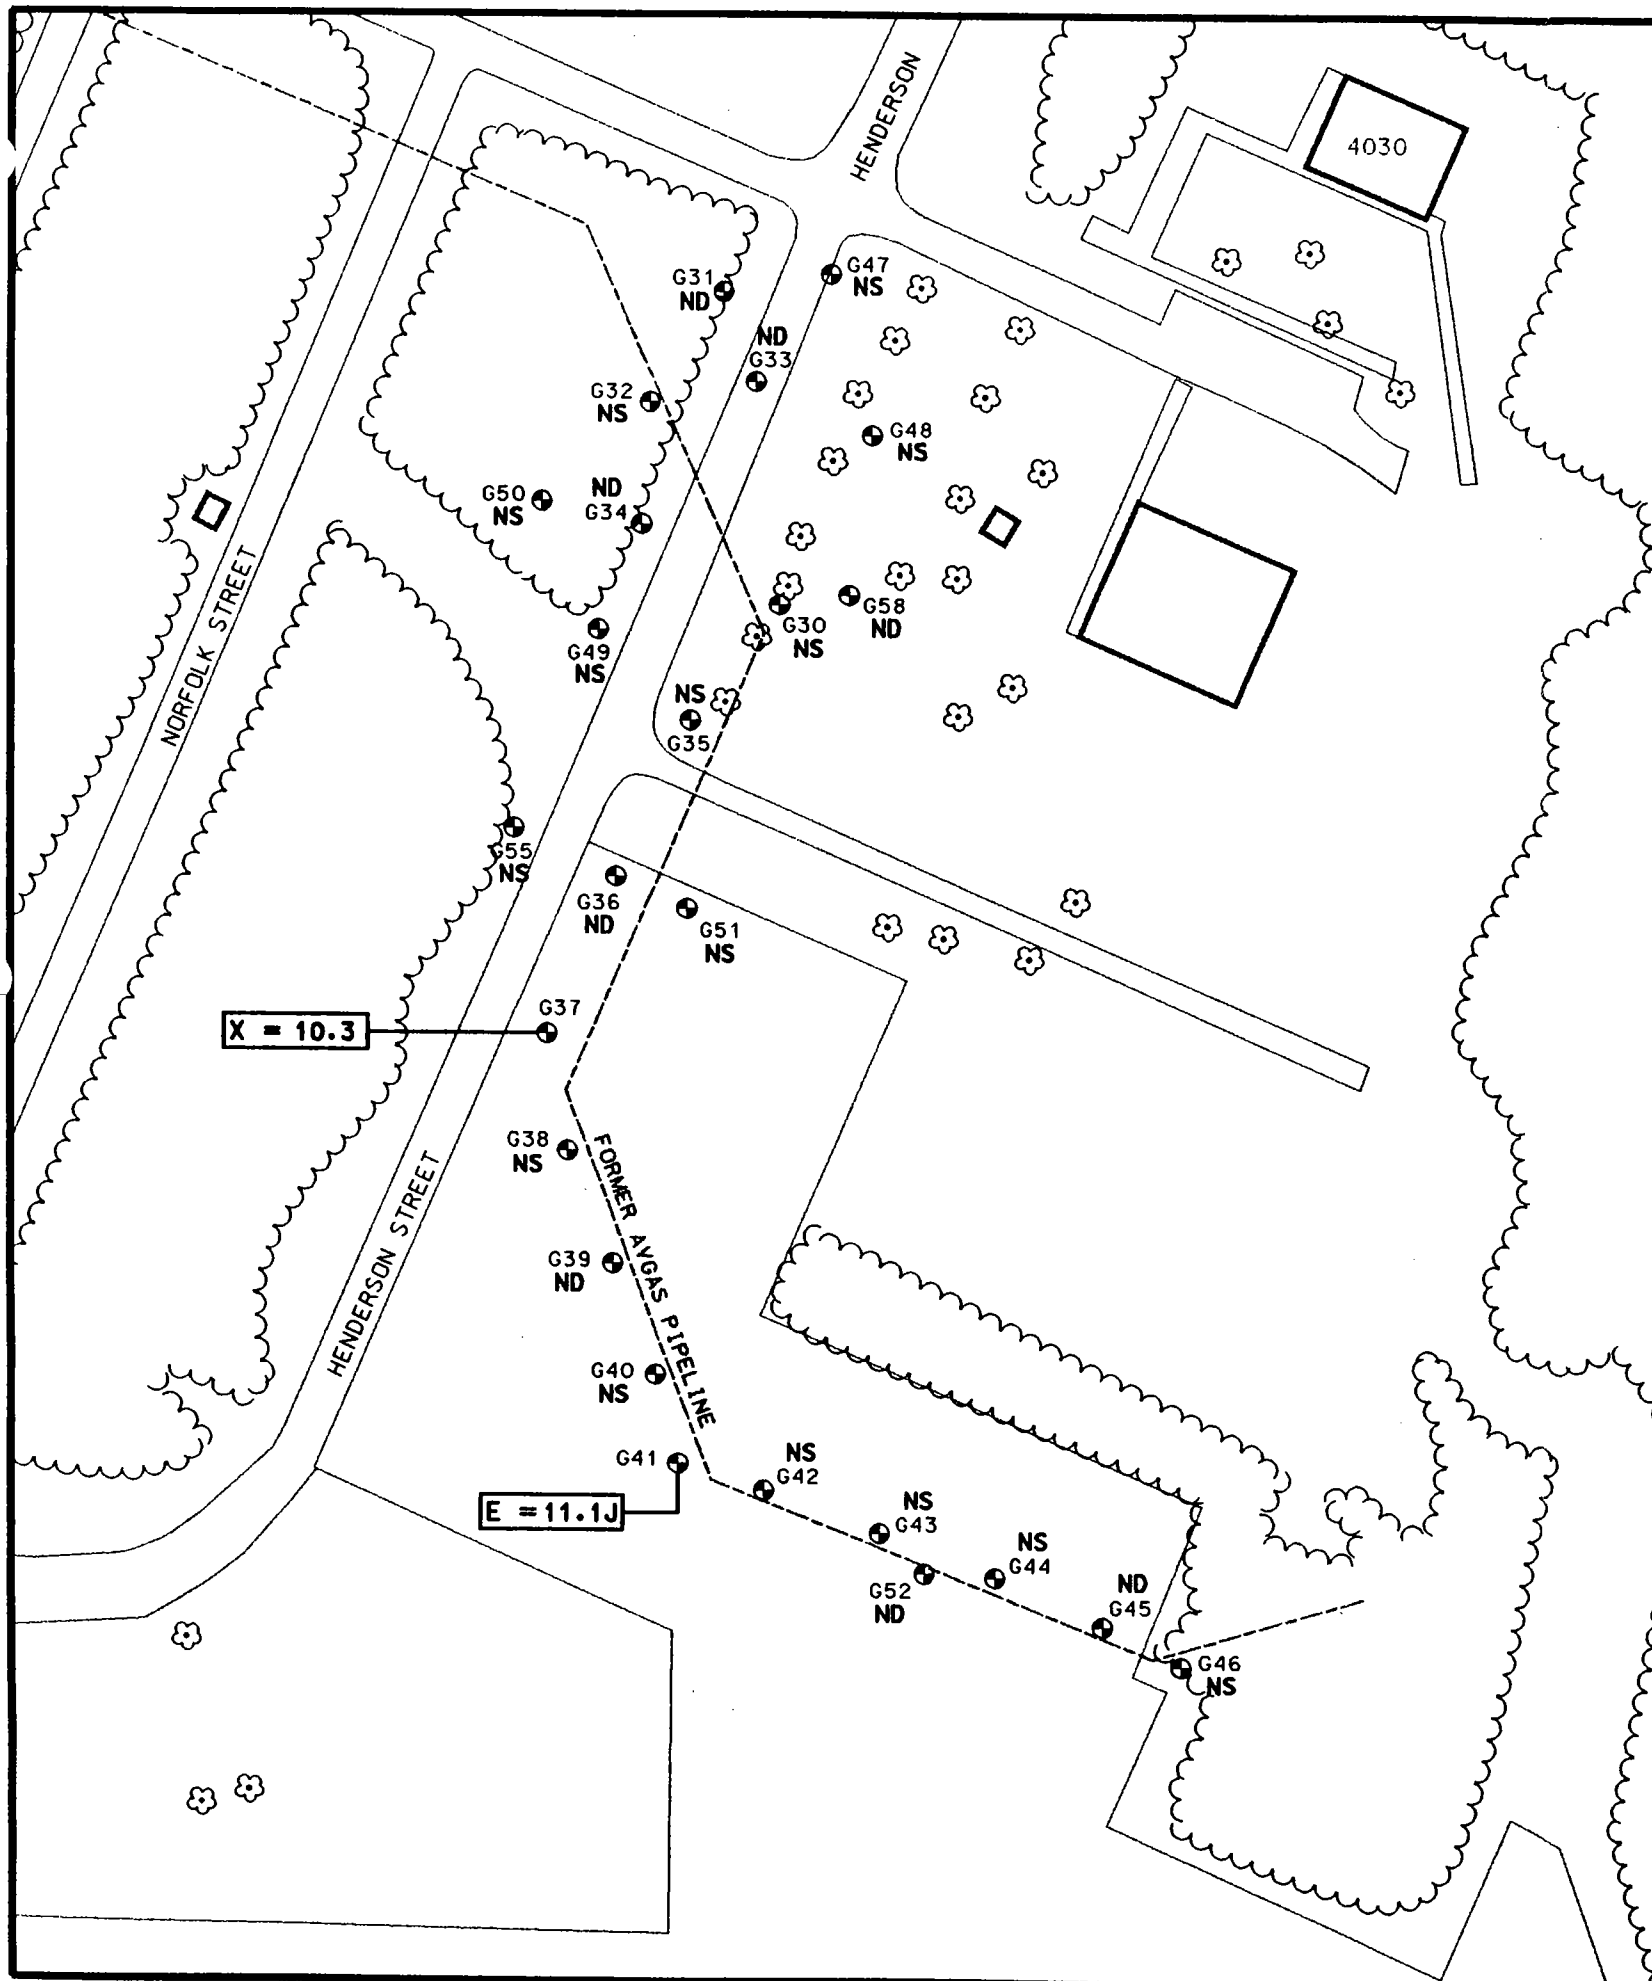 HENDERSON
4030
G47
NS
G31
ND
ND
G33
G32
NS
G48
NS
G50
NS
ND
G34
G58
ND
G30
NS
G49
NS
NORFOLK STREET
NS
G35
G55
NS
G36
ND
G51
NS
G37
X = 10.3
G38
NS
FORMER AVGAS PIPELINE
HENDERSON STREET
G39
ND
G40
NS
G41
E = 11.1J
NS
G42
NS
G43
NS
G44
G52
ND
ND
G45
G46
NS